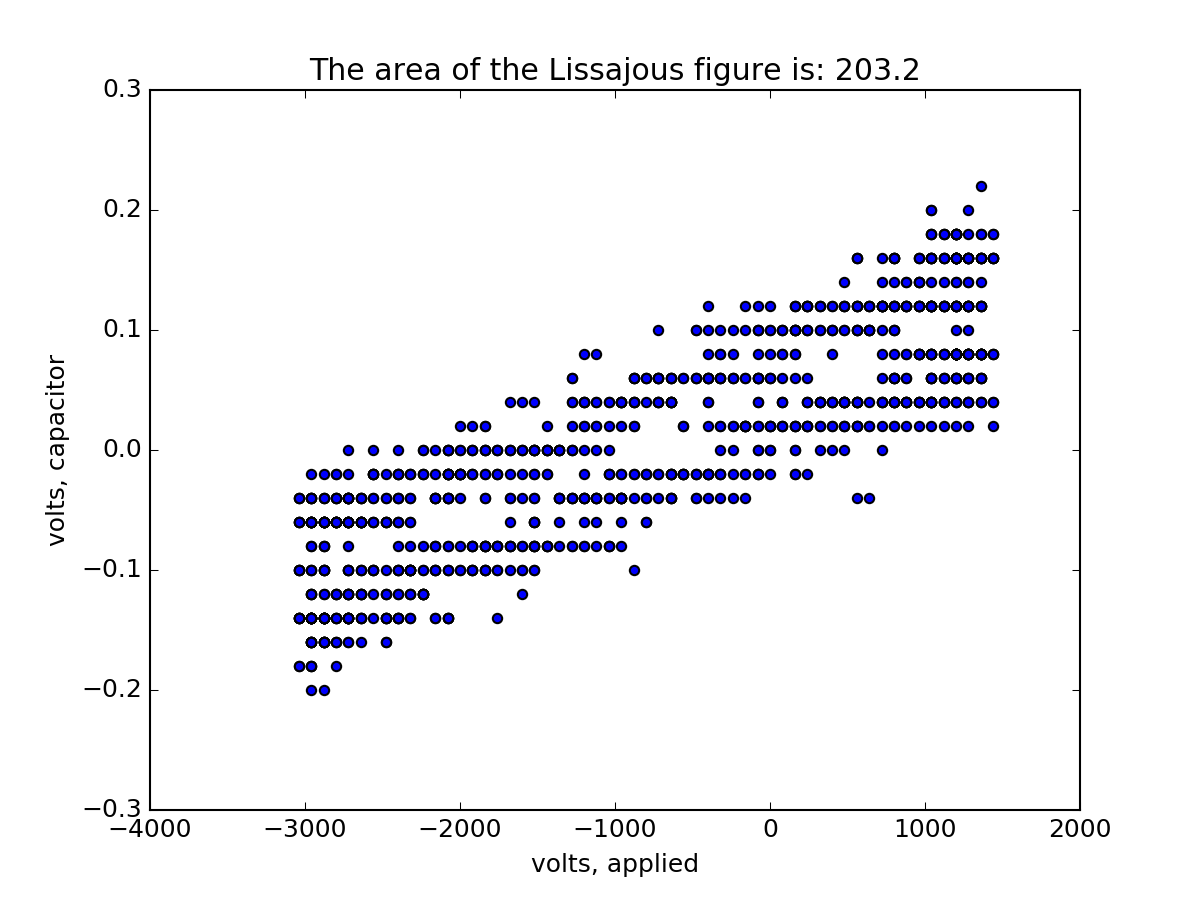 The area of the Lissajous figure is: 203.2
0.3
0.2
0.1
0.0
−0.1
−0.2
−0.3
volts, capacitor
−4000 −3000 −2000 −1000 0 1000 2000
volts, applied